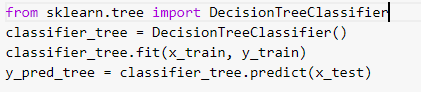 from sklearn.tree import DecisionTreeClassifier
classifier_tree = DecisionTreeClassifier()
classifier_tree.fit(x_train, y_train)
y_pred_tree = classifier_tree.predict(x_test)